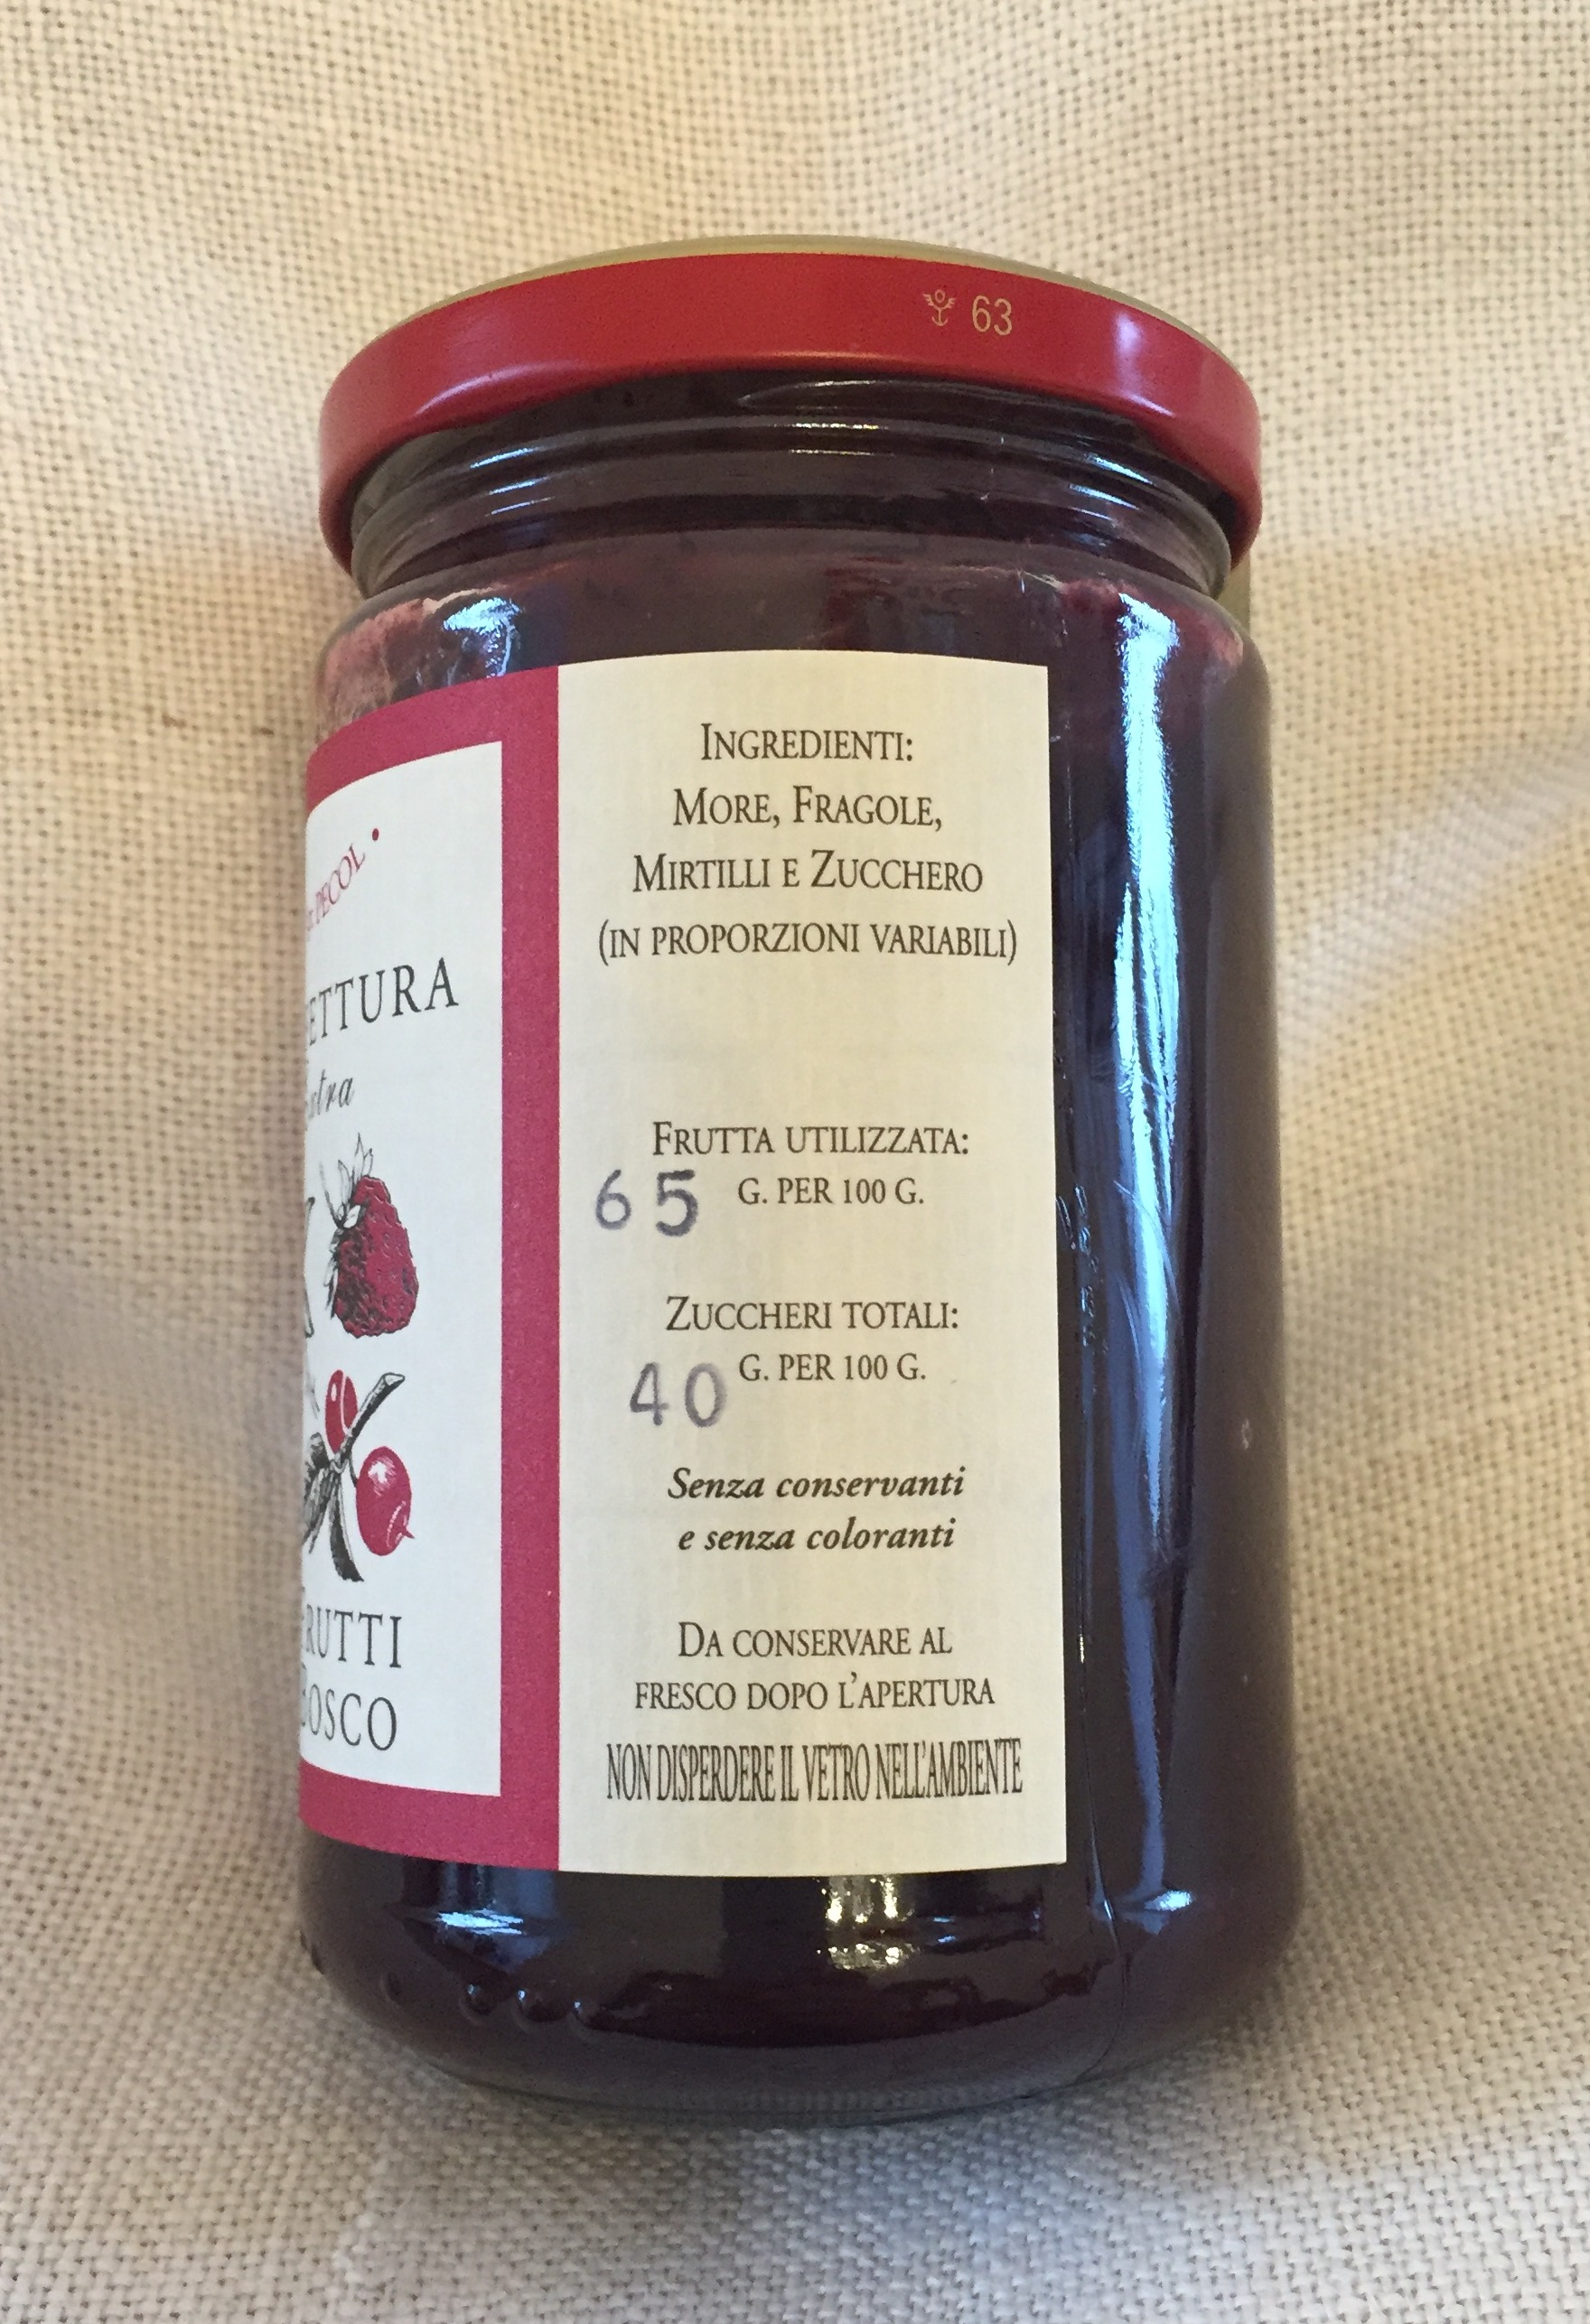 63
PECOL •
ETTURA
tra
RUTTI
OSCO
INGREDIENTI:
MORE, FRAGOLE,
MIRTILLI E ZUCCHERO
(IN PROPORZIONI VARIABILI)
FRUTTA UTILIZZATA:
65 G. PER 100 G.
ZUCCHERI TOTALI:
40 G. PER 100 G.
Senza conservanti
e senza coloranti
DA CONSERVARE AL
FRESCO DOPO L'APERTURA
NON DISPERDERE IL VETRO NELL'AMBIENTE